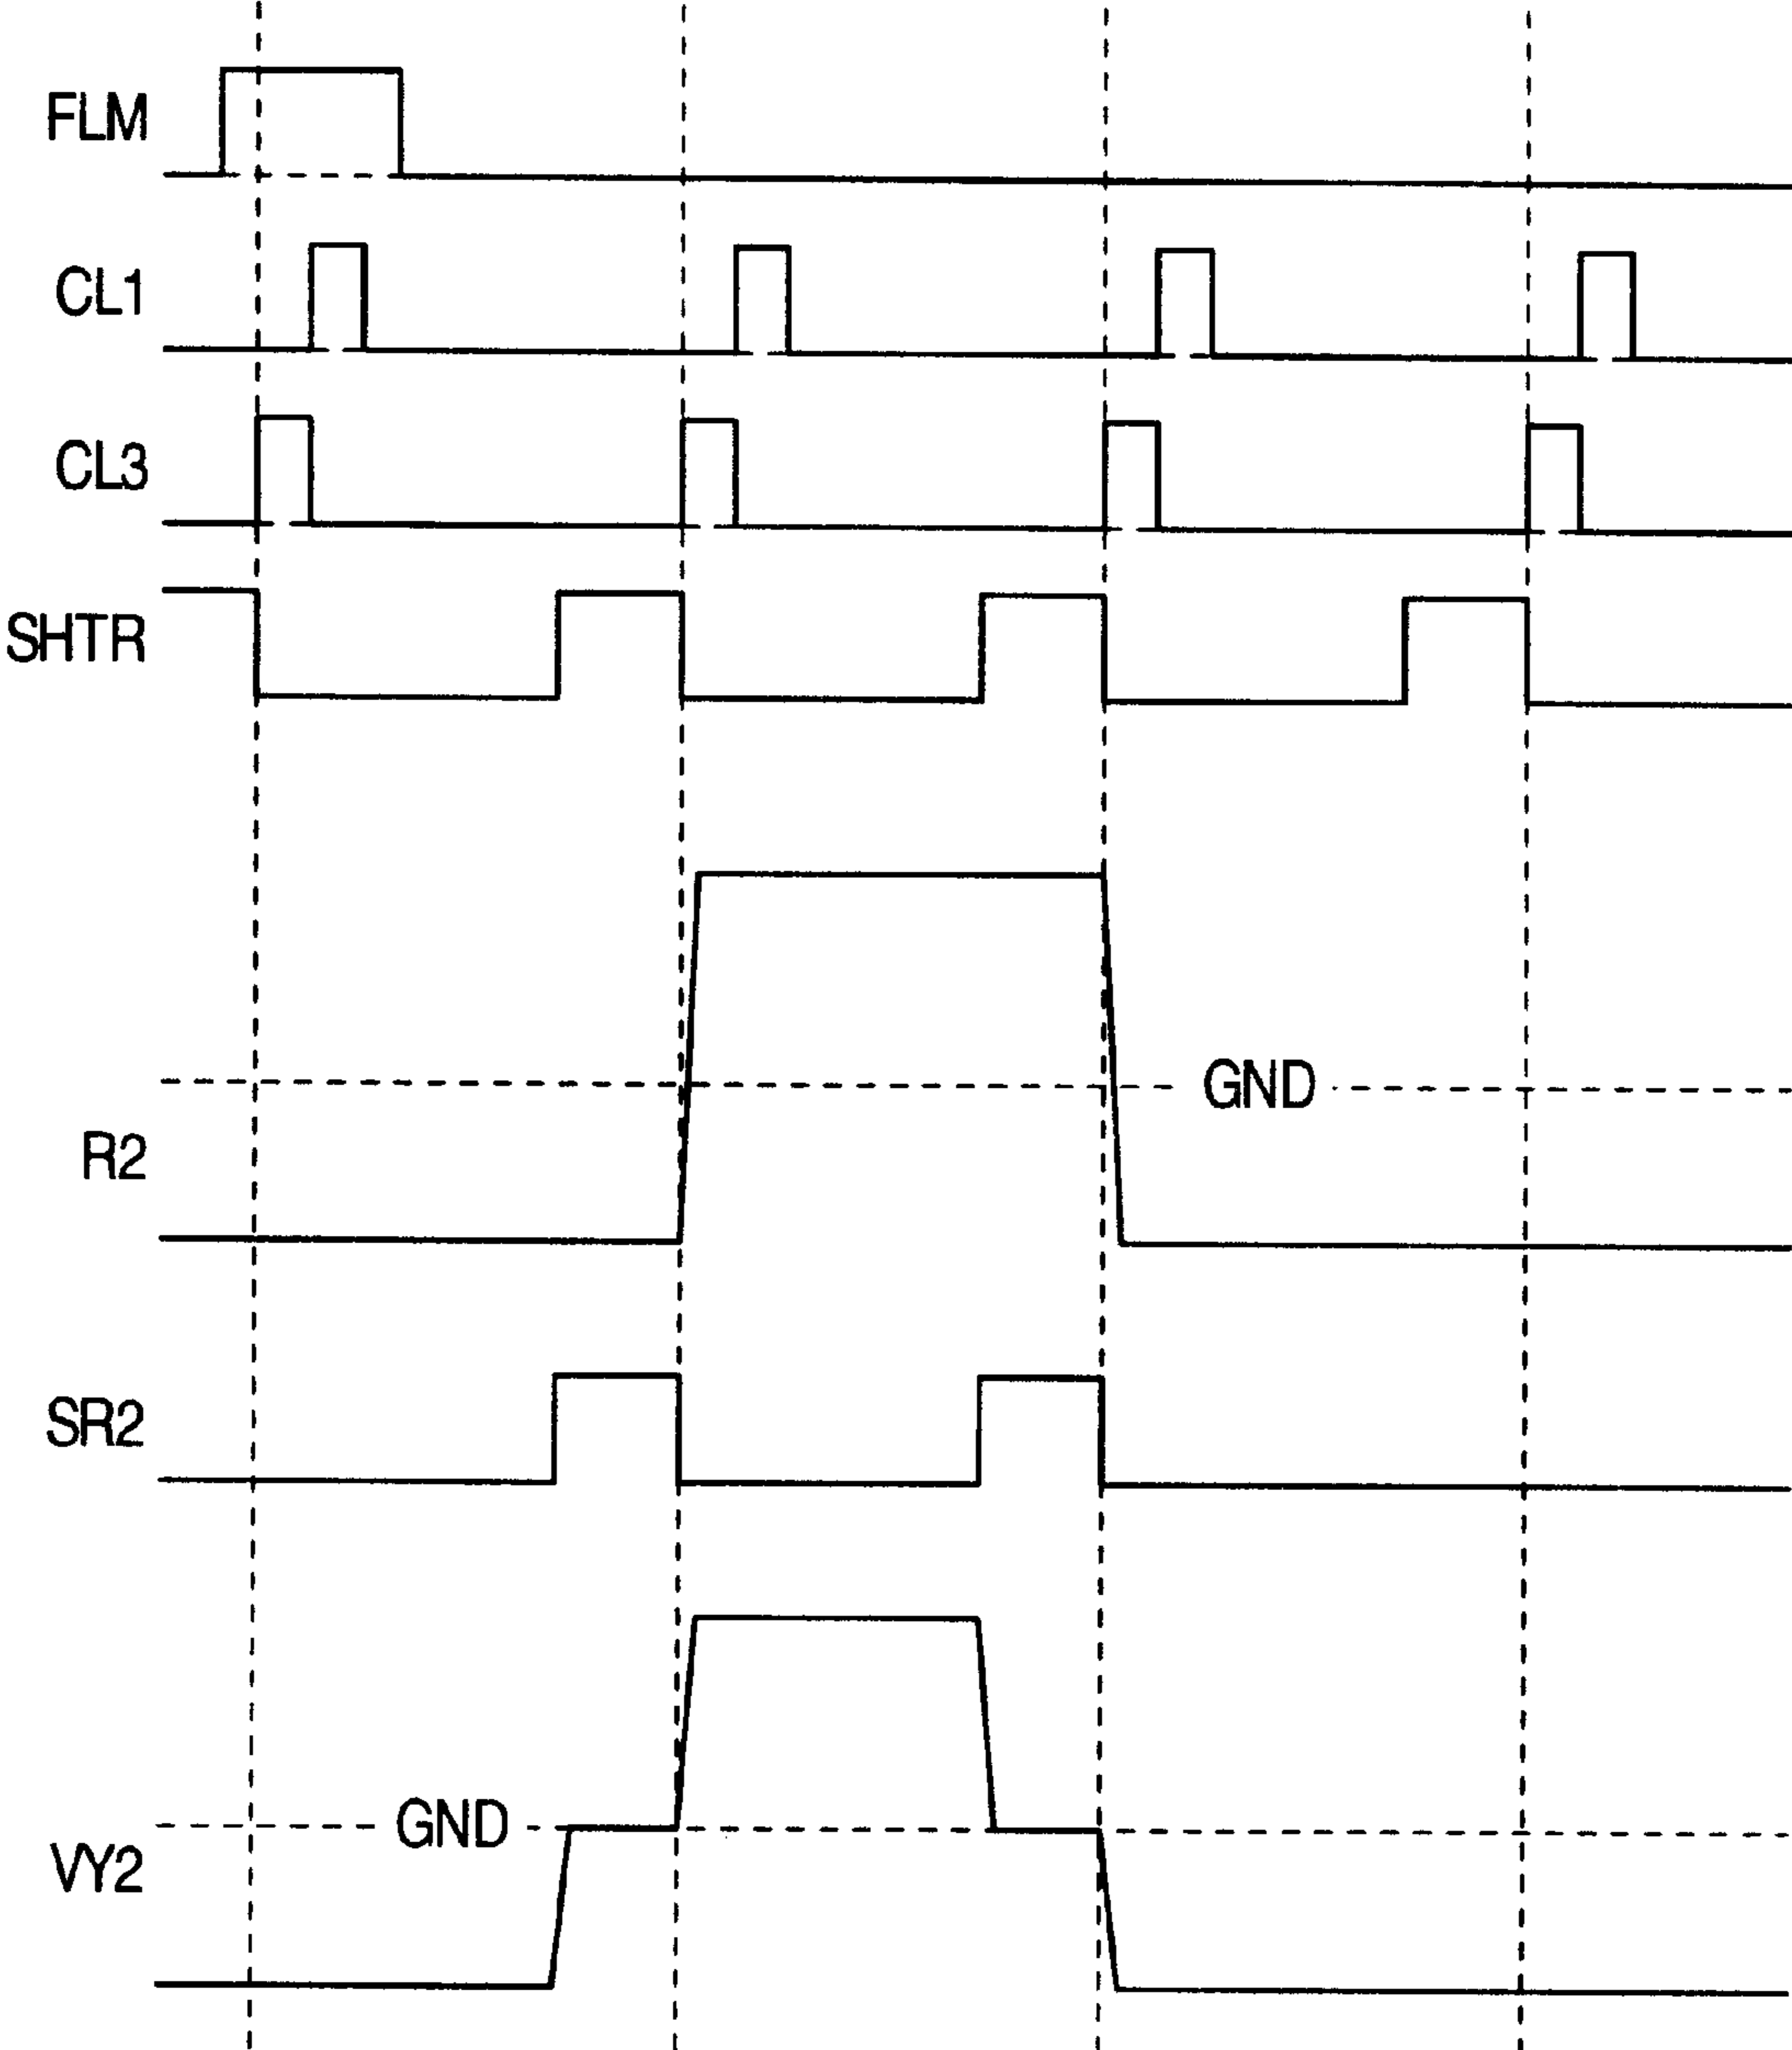 FLM
CL1
CL3
SHTR
GND
R2
SR2
GND
VY2